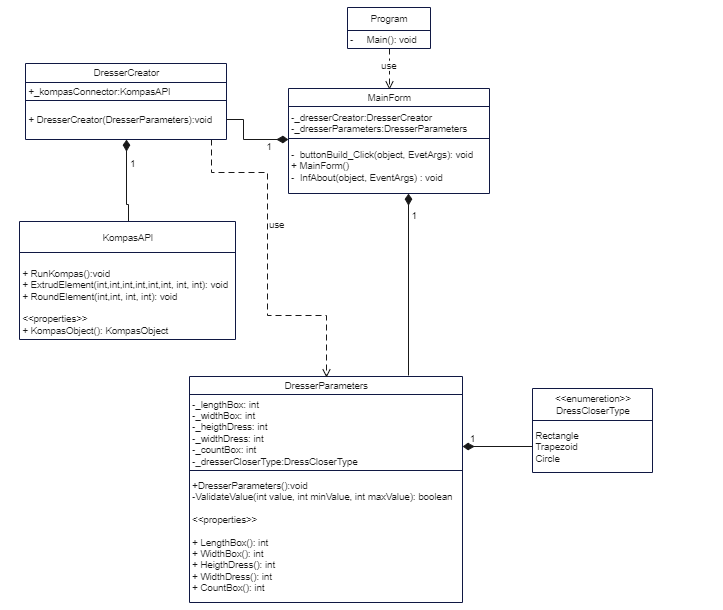 Program
- Main(): void
use
DresserCreator
+_kompasConnector:KompasAPI
+ DresserCreator(DresserParameters):void
1
MainForm
-_dresserCreator:DresserCreator
-_dresserParameters:DresserParameters
- buttonBuild_Click(object, EvetArgs): void
+ MainForm()
- InfAbout(object, EventArgs) : void
1
1
use
KompasAPI
+ RunKompas():void
+ ExtrudElement(int,int,int,int,int,int, int, int): void
+ RoundElement(int,int, int, int): void
<<properties>>
+ KompasObject(): KompasObject
DresserParameters
-_lengthBox: int
-_widthBox: int
-_heigthDress: int
-_widthDress: int
-_countBox: int
-_dresserCloserType:DressCloserType
+DresserParameters():void
-ValidateValue(int value, int minValue, int maxValue): boolean
<<properties>>
+ LengthBox(): int
+ WidthBox(): int
+ HeigthDress(): int
+ WidthDress(): int
+ CountBox(): int
1
<<enumeretion>>
DressCloserType
Rectangle
Trapezoid
Circle